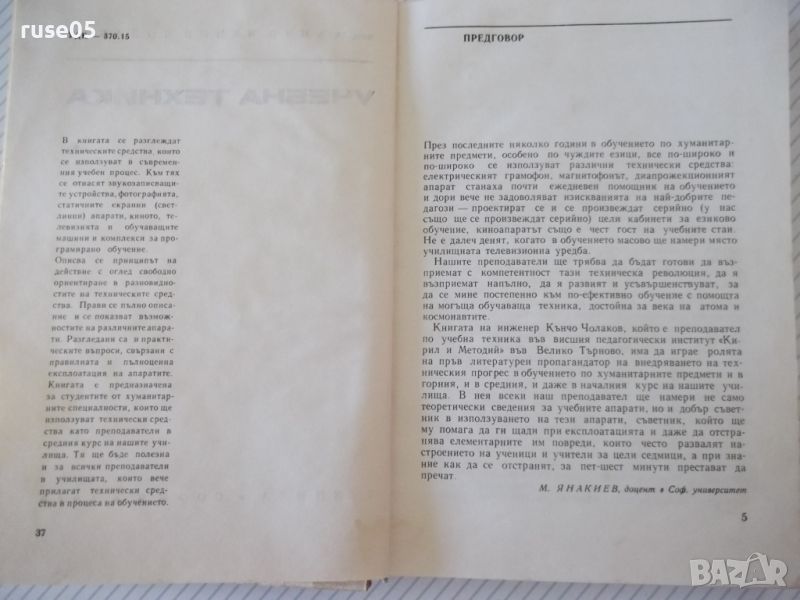 ruse05
— 370.15
УЧЕБНА ТЕХНИКА
В книгата се разглеждат
техническите средства, които
се използуват в съвремен-
ния учебен процес. Към тях
се отнасят звукозаписващи-
те устройства, фотографията,
статичните екранни (свет-
линни) апарати, киното, те-
левизията и обучаващите
машини и комплекси за про-
грамирано обучение.
Описва се принципът на
действие с оглед свободно
ориентиране в разновиднос-
тите на техническите сред-
ства. Прави се пълно описа-
ние и се показват възмож-
ностите на различните апара-
ти. Разгледани са и практи-
ческите въпроси, свързани с
правилната и пълноценна
експлоатация на апаратите.
Книгата е предназначена
за студентите от хуманитар-
ните специалности, които ще
използуват технически средст-
ва като преподаватели в
средния курс на нашите учи-
лища. Тя ще бъде полезна
и за всички преподаватели
в училищата, които вече
прилагат технически средст-
ва в процеса на обучението.
37
ПРЕДГОВОР
През последните няколко години в обучението по хуманитар-
ните предмети, особено по чуждите езици, все по-широко и
по-широко се използуват различни технически средства:
електрическият грамофон, магнитофонът, диапрожекционният
апарат станаха почти ежедневен помощник на обучението
и дори вече не задоволяват изискванията на най-добрите пе-
дагози — проектират се и се произвеждат серийно (у нас
също ще се произвеждат серийно) цели кабинети за езиково
обучение, киноапаратът също е чест гост на учебните стаи.
Не е далеч денят, когато в обучението масово ще намери място
училищната телевизионна уредба.
Нашите преподаватели ще трябва да бъдат готови да въз-
приемат с компетентност тази техническа революция, да я
възприемат напълно, да я развият и усъвършенствуват, за
да се мине постепенно към по-ефективно обучение с помощта
на могъща обучаваща техника, достойна за века на атома и
космонавтите.
Книгата на инженер Кънчо Чолаков, който е преподавател
по учебна техника във висшия педагогически институт «Ки-
рил и Методий» във Велико Търново, има да играе ролята
на пръв литературен пропагандатор на внедряването на тех-
ническия прогрес в обучението по хуманитарните предмети и в
горния, и в средния, и даже в началния курс на нашите учи-
лища. В нея всеки наш преподавател ще намери не само
теоретически сведения за учебните апарати, но и добър съвет-
ник в използуването на тези апарати, съветник, който ще
му помага да ги щади при експлоатацията и даже да отстра-
нява елементарните им повреди, които често развалят на-
строението на ученици и учители за цели седмици, а при зна-
ние как да се отстранят, за пет-шест минути престават да
пречат.
М. ЯНАКИЕВ, доцент в Соф. университет
5
BAZAR